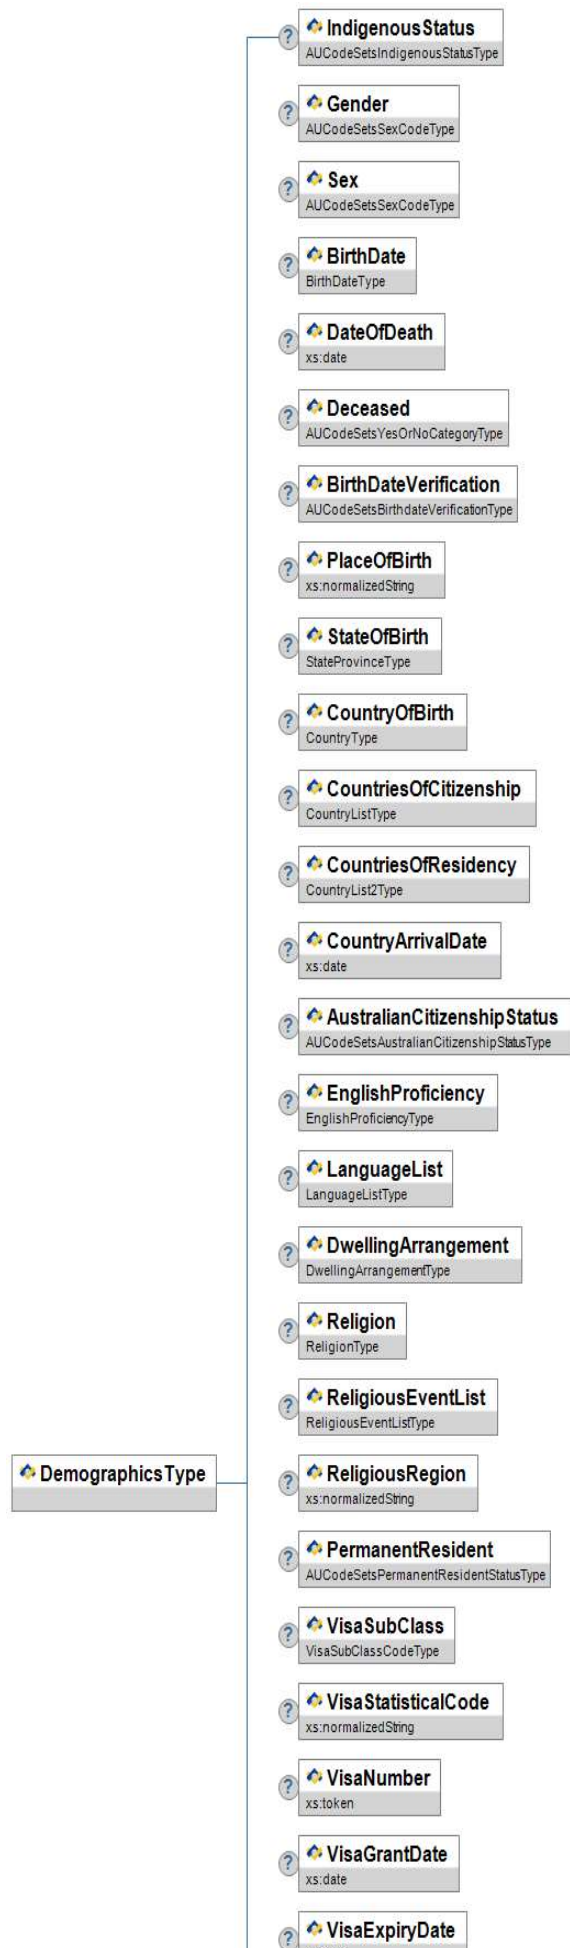 IndigenousStatus
AUCodeSetsIndigenousStatusType
?
Gender
AUCodeSetsSexCodeType
?
Sex
AUCodeSetsSexCodeType
?
BirthDate
BirthDateType
?
DateOfDeath
xs:date
?
Deceased
AUCodeSetsYesOrNoCategoryType
?
BirthDateVerification
AUCodeSetsBirthdateVerificationType
?
PlaceOfBirth
xs:normalizedString
?
StateOfBirth
StateProvinceType
?
CountryOfBirth
CountryType
?
CountriesOfCitizenship
CountryListType
?
CountriesOfResidency
CountryList2Type
?
CountryArrivalDate
xs:date
?
AustralianCitizenshipStatus
AUCodeSetsAustralianCitizenshipStatusType
?
EnglishProficiency
EnglishProficiencyType
?
LanguageList
LanguageListType
?
DwellingArrangement
DwellingArrangementType
?
Religion
ReligionType
?
ReligiousEventList
ReligiousEventListType
?
DemographicsType
ReligiousRegion
xs:normalizedString
?
PermanentResident
AUCodeSetsPermanentResidentStatusType
?
VisaSubClass
VisaSubClassCodeType
?
VisaStatisticalCode
xs:normalizedString
?
VisaNumber
xs:token
?
VisaGrantDate
xs:date
?
VisaExpiryDate
?